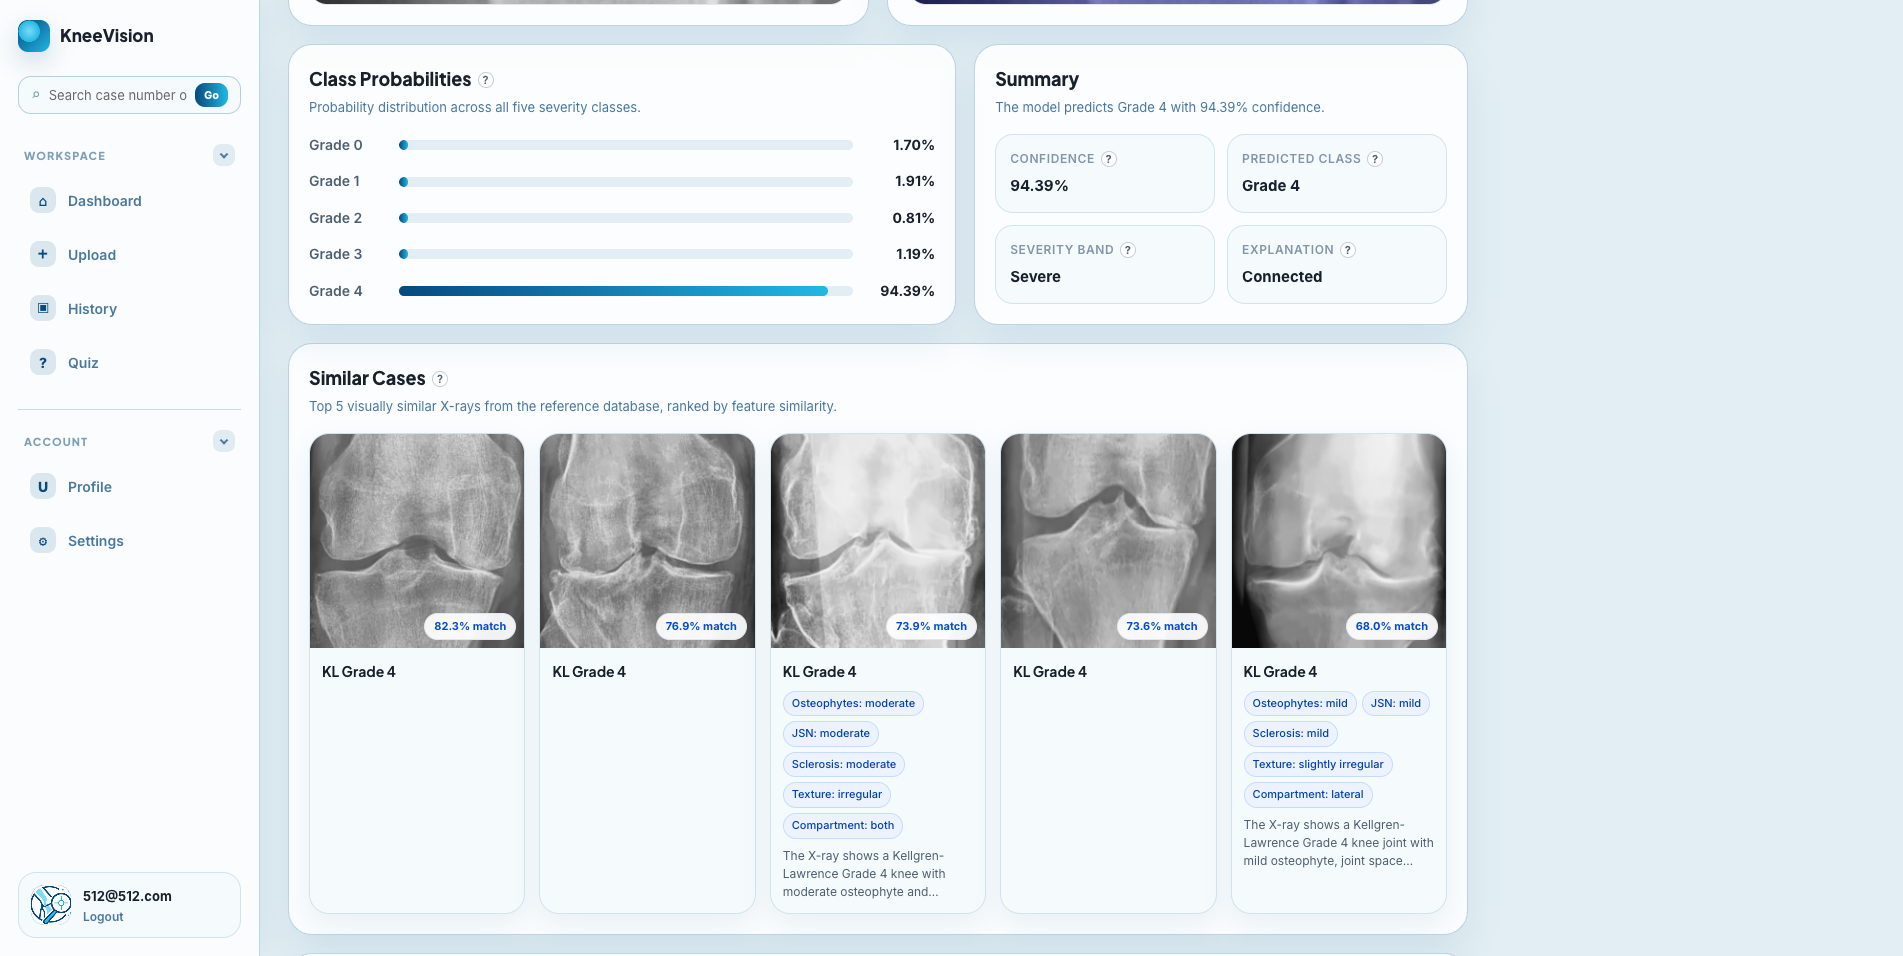 KneeVision
Search case number o
Go
WORKSPACE
Dashboard
Upload
History
Quiz
ACCOUNT
Profile
Settings
512@512.com
Logout
Class Probabilities ?
Probability distribution across all five severity classes.
Grade 0 1.70%
Grade 1 1.91%
Grade 2 0.81%
Grade 3 1.19%
Grade 4 94.39%
Summary
The model predicts Grade 4 with 94.39% confidence.
CONFIDENCE ?
94.39%
PREDICTED CLASS ?
Grade 4
SEVERITY BAND ?
Severe
EXPLANATION ?
Connected
Similar Cases ?
Top 5 visually similar X-rays from the reference database, ranked by feature similarity.
82.3% match
KL Grade 4
76.9% match
KL Grade 4
73.9% match
KL Grade 4
Osteophytes: moderate
JSN: moderate
Sclerosis: moderate
Texture: irregular
Compartment: both
The X-ray shows a Kellgren-
Lawrence Grade 4 knee with
moderate osteophyte and...
73.6% match
KL Grade 4
68.0% match
KL Grade 4
Osteophytes: mild JSN: mild
Sclerosis: mild
Texture: slightly irregular
Compartment: lateral
The X-ray shows a Kellgren-
Lawrence Grade 4 knee joint with
mild osteophyte, joint space...